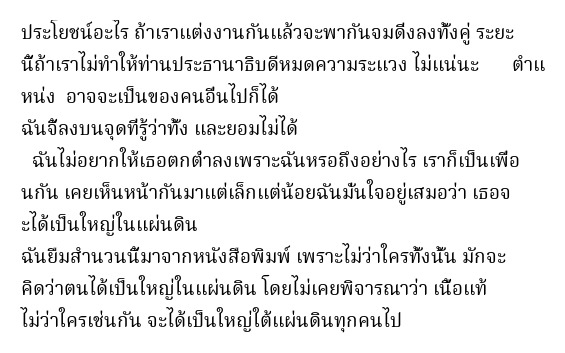 ประโยชน์อะไร ถ้าเราแต่งงานกันแล้วจะพากันจมดิ่งลงทั้งคู่ ระยะ
นี้ถ้าเราไม่ทำให้ท่านประธานาธิบดีหมดความระแวง ไม่แน่นะ ตำแ
หน่ง อาจจะเป็นของคนอื่นไปก็ได้
ฉันจี้ลงบนจุดที่รู้ว่าทั้ง และยอมไม่ได้
ฉันไม่อยากให้เธอตกต่ำลงเพราะฉันหรอถึงอย่างไร เราก็เป็นเพื่อ
นกัน เคยเห็นหน้ากันมาแต่เล็กแต่น้อยฉันมั่นใจอยู่เสมอว่า เธอจ
ะได้เป็นใหญ่ในแผ่นดิน
ฉันยืมสำนวนนี้มาจากหนังสือพิมพ์ เพราะไม่ว่าใครทั้งนั้น มักจะ
คิดว่าตนได้เป็นใหญ่ในแผ่นดิน โดยไม่เคยพิจารณาว่า เนื้อแท้
ไม่ว่าใครเช่นกัน จะได้เป็นใหญ่ใต้แผ่นดินทุกคนไป